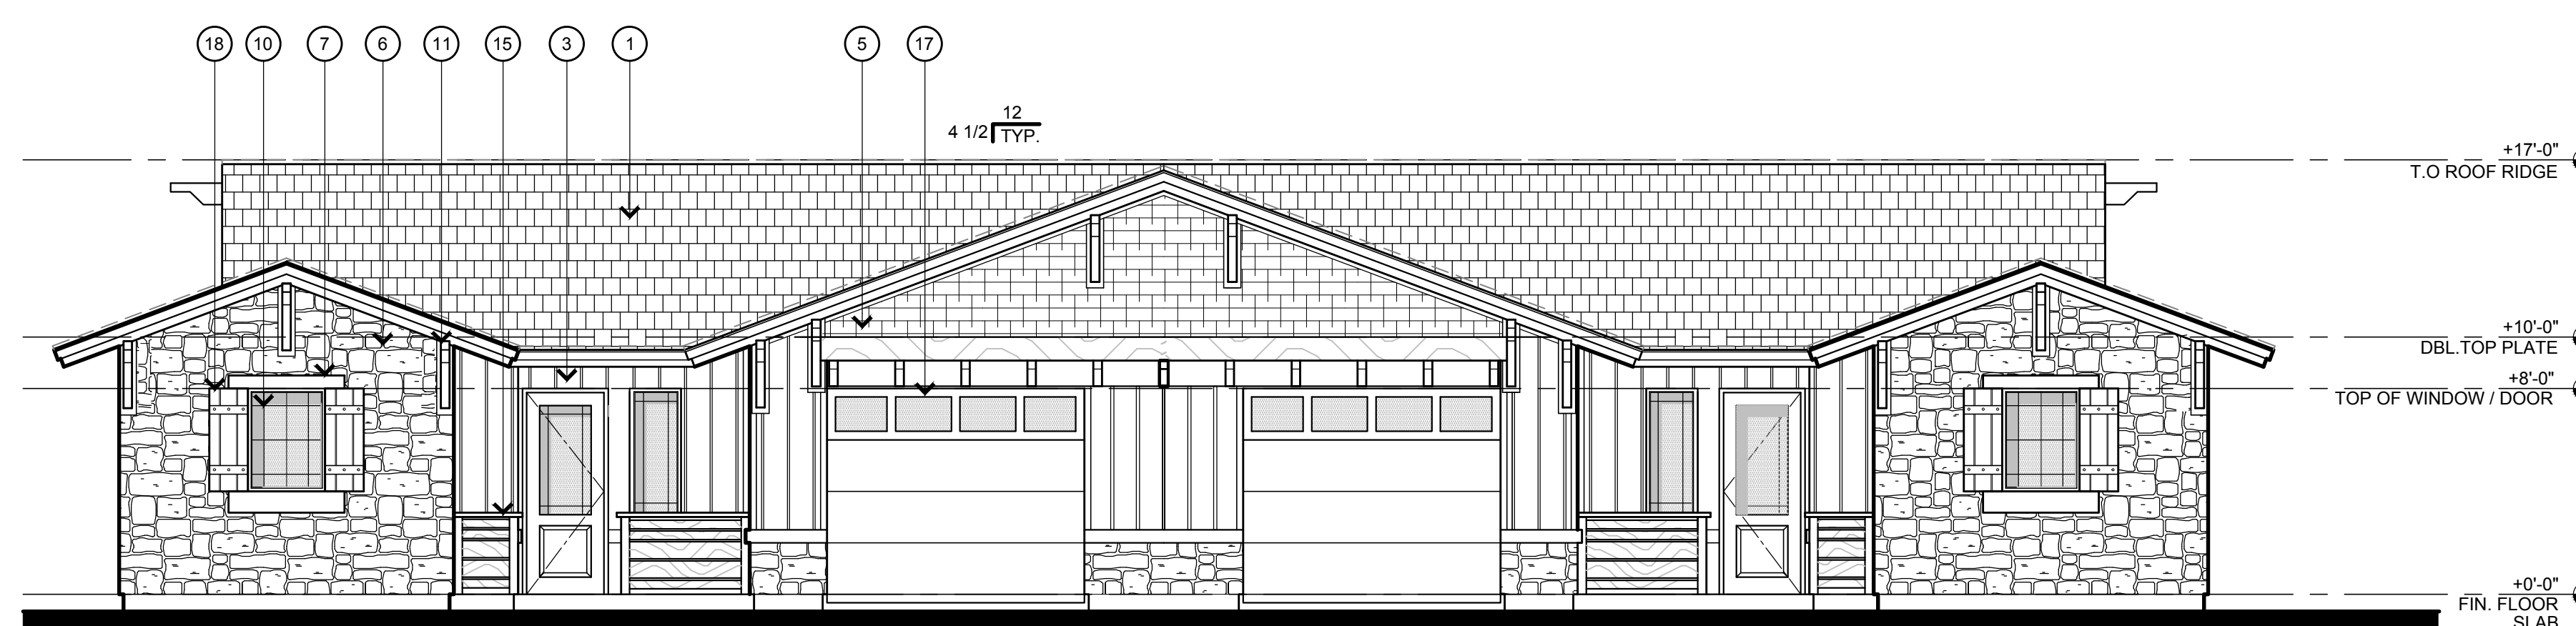 18 10 7 6 11 15 3 1 5 17
12
4 1/2 TYP.
+17'-0"
T.O ROOF RIDGE
+10'-0"
DBL.TOP PLATE
+8'-0"
TOP OF WINDOW / DOOR
+0'-0"
FIN. FLOOR
SLAB